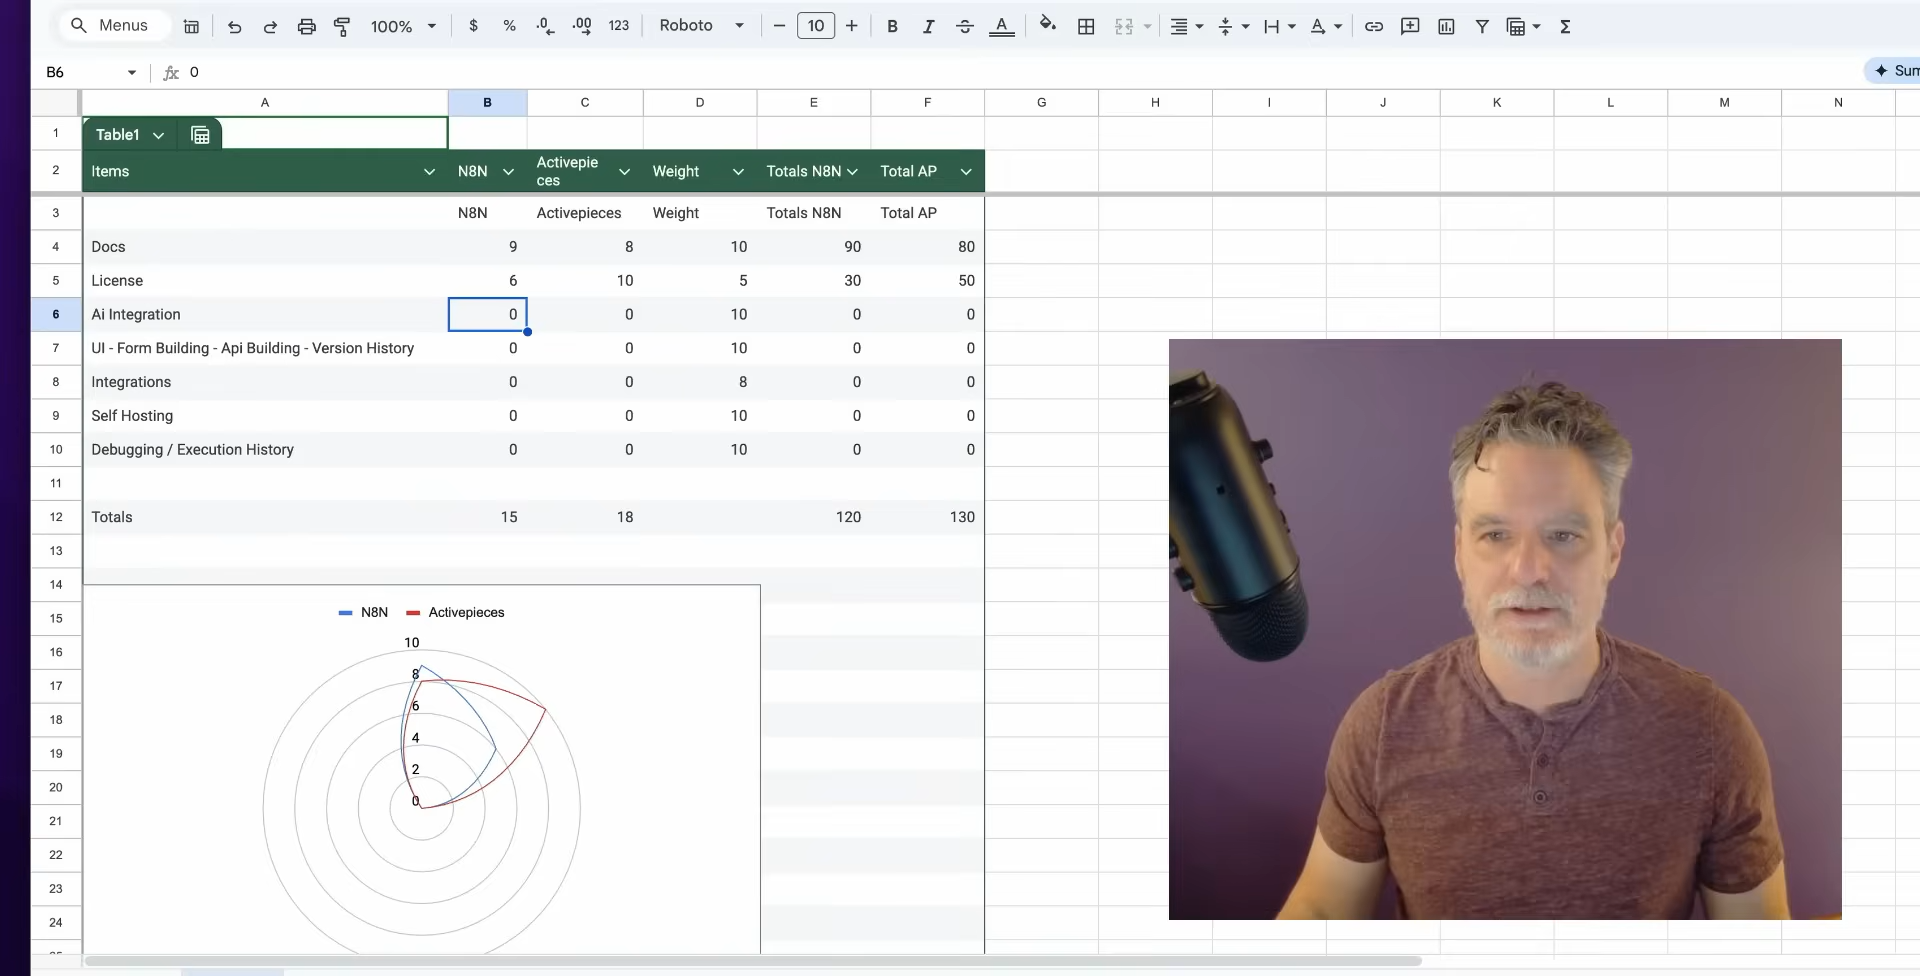 Menus 100% $ % .0 .00 123 Roboto 10 B I S A Σ
B6 fx 0 Sum
A B C D E F G H I J K L M N
1 Table1
2 Items N8N Activepie ces Weight Totals N8N Total AP
3 N8N Activepieces Weight Totals N8N Total AP
4 Docs 9 8 10 90 80
5 License 6 10 5 30 50
6 Ai Integration 0 0 10 0 0
7 UI - Form Building - Api Building - Version History 0 0 10 0 0
8 Integrations 0 0 8 0 0
9 Self Hosting 0 0 10 0 0
10 Debugging / Execution History 0 0 10 0 0
11
12 Totals 15 18 120 130
13
14
15 N8N Activepieces
16 10
17 8
18 6
19 4
20 2
21 0
22
23
24